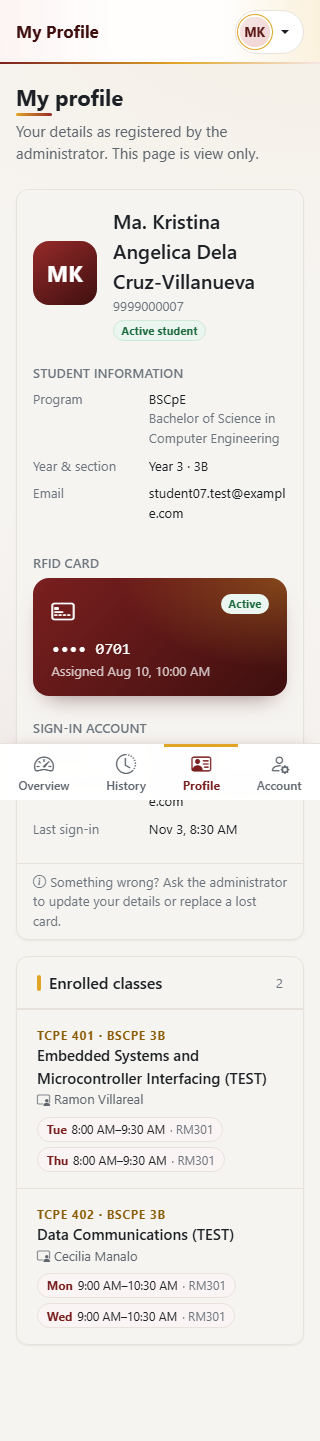 My Profile
MK
My profile
Your details as registered by the
administrator. This page is view only.
MK
Ma. Kristina
Angelica Dela
Cruz-Villanueva
9999000007
Active student
STUDENT INFORMATION
Program
BSCpE
Bachelor of Science in
Computer Engineering
Year & section
Year 3 · 3B
Email
student07.test@exampl
e.com
RFID CARD
Active
•••• 0701
Assigned Aug 10, 10:00 AM
SIGN-IN ACCOUNT
Overview
History
Profile
Account
e.com
Last sign-in
Nov 3, 8:30 AM
Something wrong? Ask the administrator
to update your details or replace a lost
card.
Enrolled classes
2
TCPE 401 · BSCPE 3B
Embedded Systems and
Microcontroller Interfacing (TEST)
Ramon Villareal
Tue 8:00 AM–9:30 AM · RM301
Thu 8:00 AM–9:30 AM · RM301
TCPE 402 · BSCPE 3B
Data Communications (TEST)
Cecilia Manalo
Mon 9:00 AM–10:30 AM · RM301
Wed 9:00 AM–10:30 AM · RM301